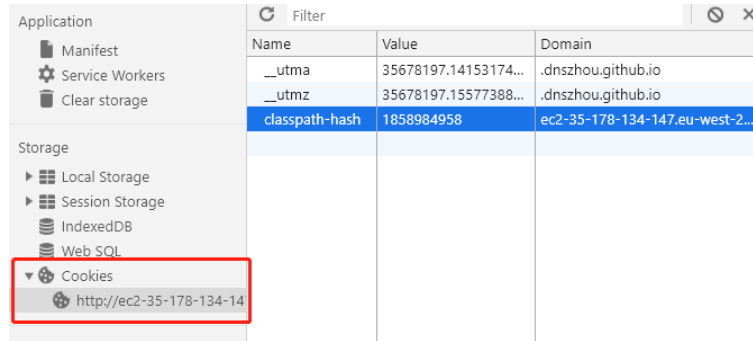 Application
Manifest
Service Workers
Clear storage
Storage
Local Storage
Session Storage
IndexedDB
Web SQL
Cookies
http://ec2-35-178-134-14
Filter
Name Value Domain
__utma 35678197.14153174... .dnszhou.github.io
__utmz 35678197.15577388... .dnszhou.github.io
classpath-hash 1858984958 ec2-35-178-134-147.eu-west-2...